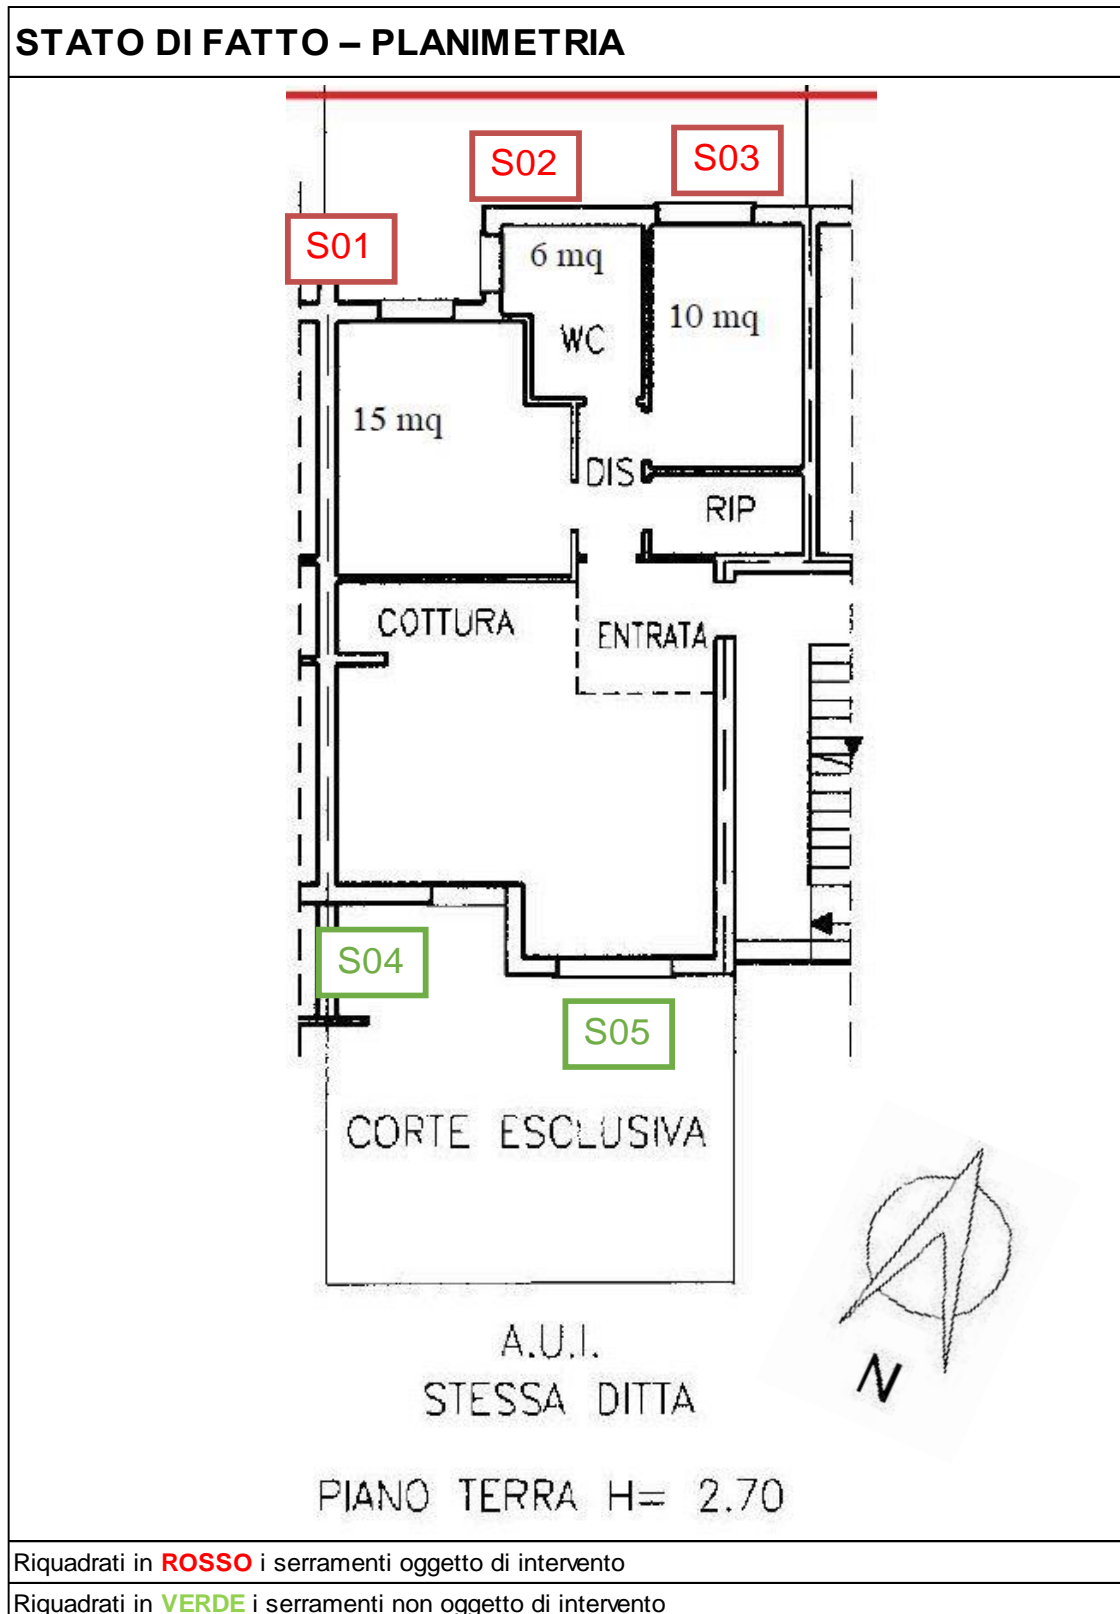 STATO DI FATTO – PLANIMETRIA
S02
S03
S01
6 mq
10 mq
WC
15 mq
DIS
RIP
COTTURA
ENTRATA
S04
S05
CORTE ESCLUSIVA
N
A.U.I.
STESSA DITTA
PIANO TERRA H= 2.70
Riquadrati in ROSSO i serramenti oggetto di intervento
Riquadrati in VERDE i serramenti non oggetto di intervento